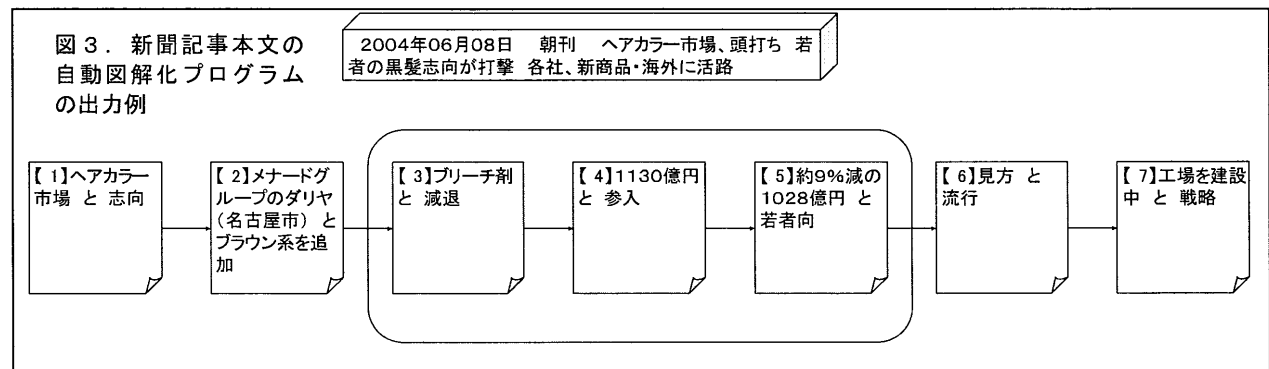 図３．新聞記事本文の
自動図解化プログラム
の出力例
2004年06月08日　朝刊　ヘアカラー市場、頭打ち 若
者の黒髪志向が打撃 各社、新商品・海外に活路
【 1】ヘアカラー
市場 と 志向
【 2】メナードグ
ループのダリヤ
（名古屋市） と
ブラウン系を追
加
【 3】ブリーチ剤
と 減退
【 4】1130億円
と 参入
【 5】約9%減の
1028億円 と
若者向
【 6】見方 と
流行
【 7】工場を建設
中 と 戦略